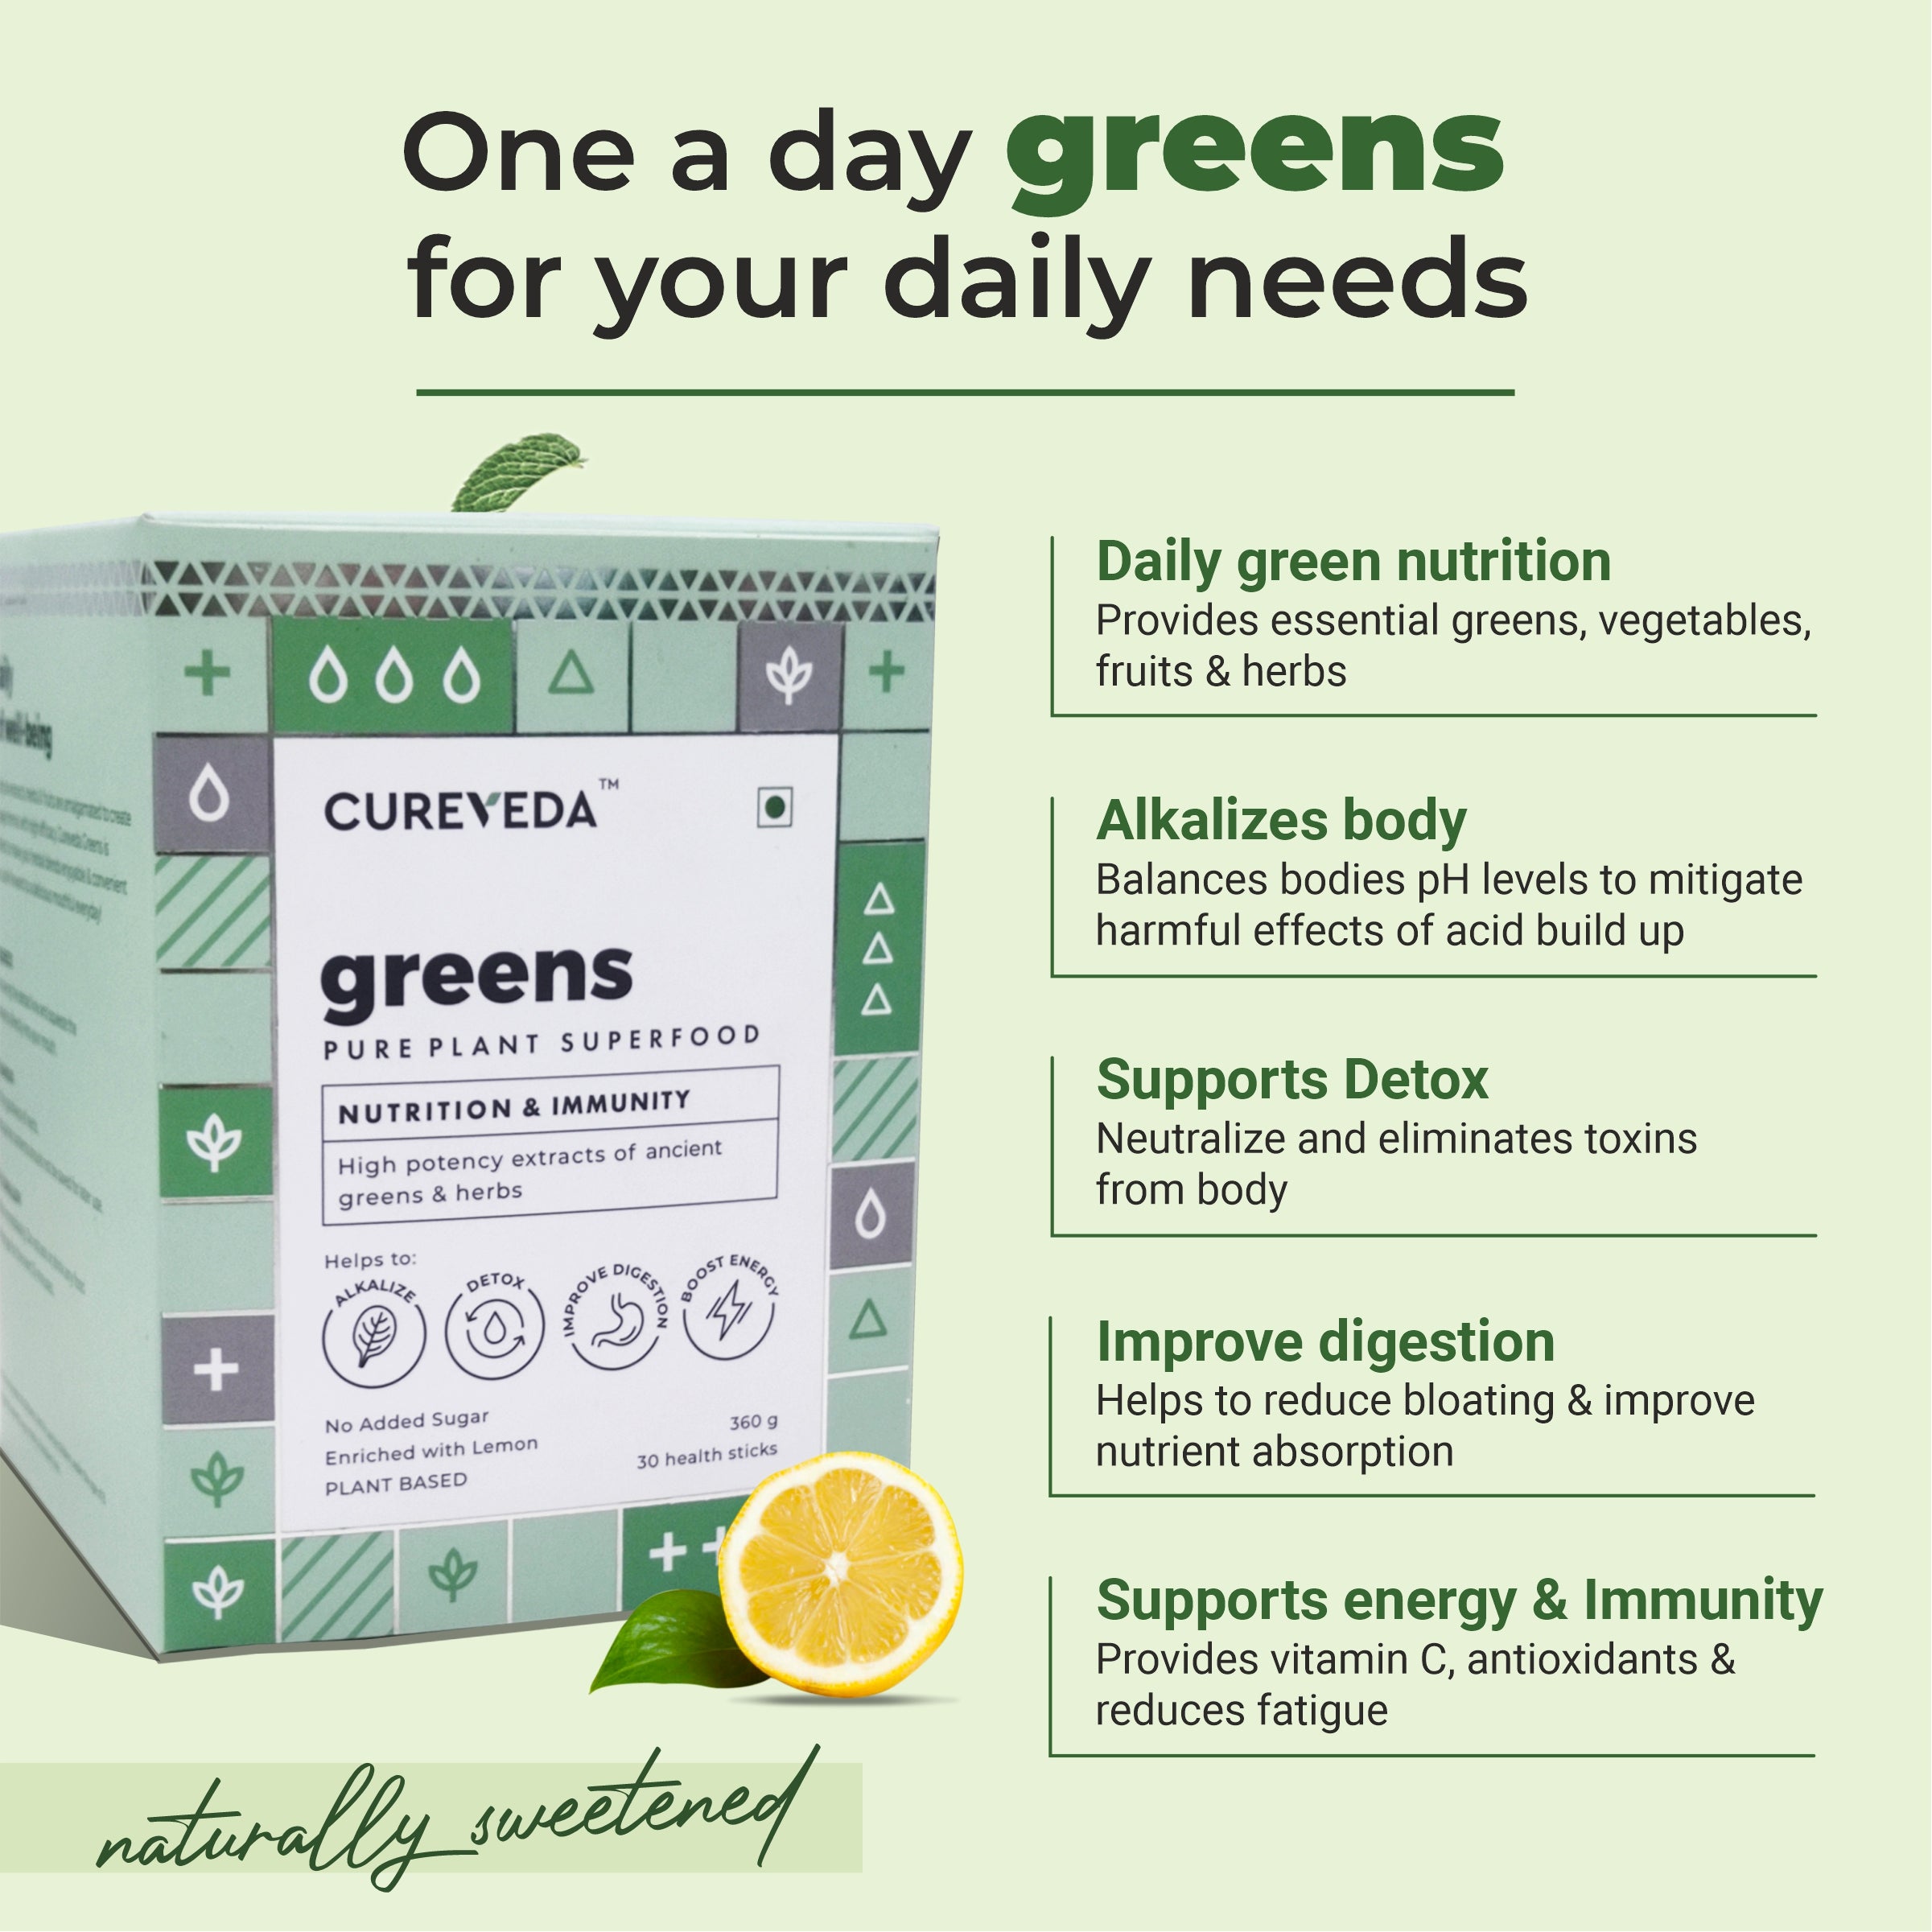 One a day greens
for your daily needs
well-being
CUREVEDA™
greens
PURE PLANT SUPERFOOD
NUTRITION & IMMUNITY
High potency extracts of ancient
greens & herbs
Helps to:
ALKALIZE
DETOX
IMPROVE DIGESTION
BOOST ENERGY
No Added Sugar
Enriched with Lemon
PLANT BASED
360 g
30 health sticks
Daily green nutrition
Provides essential greens, vegetables,
fruits & herbs
Alkalizes body
Balances bodies pH levels to mitigate
harmful effects of acid build up
Supports Detox
Neutralize and eliminates toxins
from body
Improve digestion
Helps to reduce bloating & improve
nutrient absorption
Supports energy & Immunity
Provides vitamin C, antioxidants &
reduces fatigue
naturally sweetened